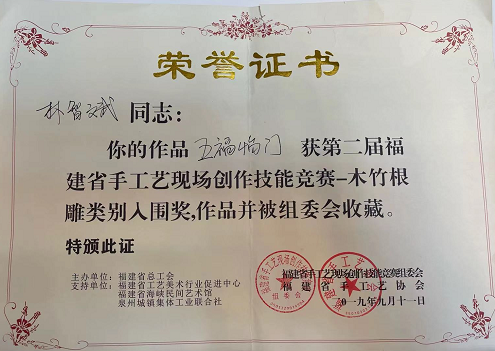 荣誉证书
林智斌 同志：
你的作品 五福临门 获第二届福
建省手工艺现场创作技能竞赛-木竹根
雕类别入围奖,作品并被组委会收藏。
特颁此证
主办单位：福建省总工会
支持单位：福建省工艺美术行业促进中心
福建省海峡民间艺术馆
泉州城镇集体工业联合社
福建省手工艺现场创作技能竞赛组委会
福建省手工艺协会
二〇一九年九月十一日